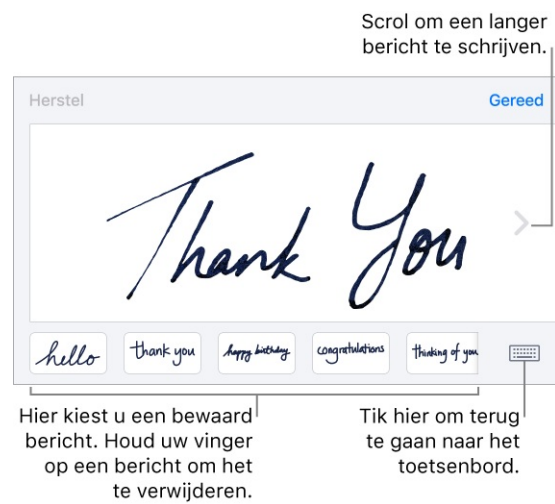 Scrol om een langer
bericht te schrijven.
Herstel
Gereed
Thank You
hello
thank you
happy birthday
congratulations
thinking of you
Hier kiest u een bewaard
bericht. Houd uw vinger
op een bericht om het
te verwijderen.
Tik hier om terug
te gaan naar het
toetsenbord.